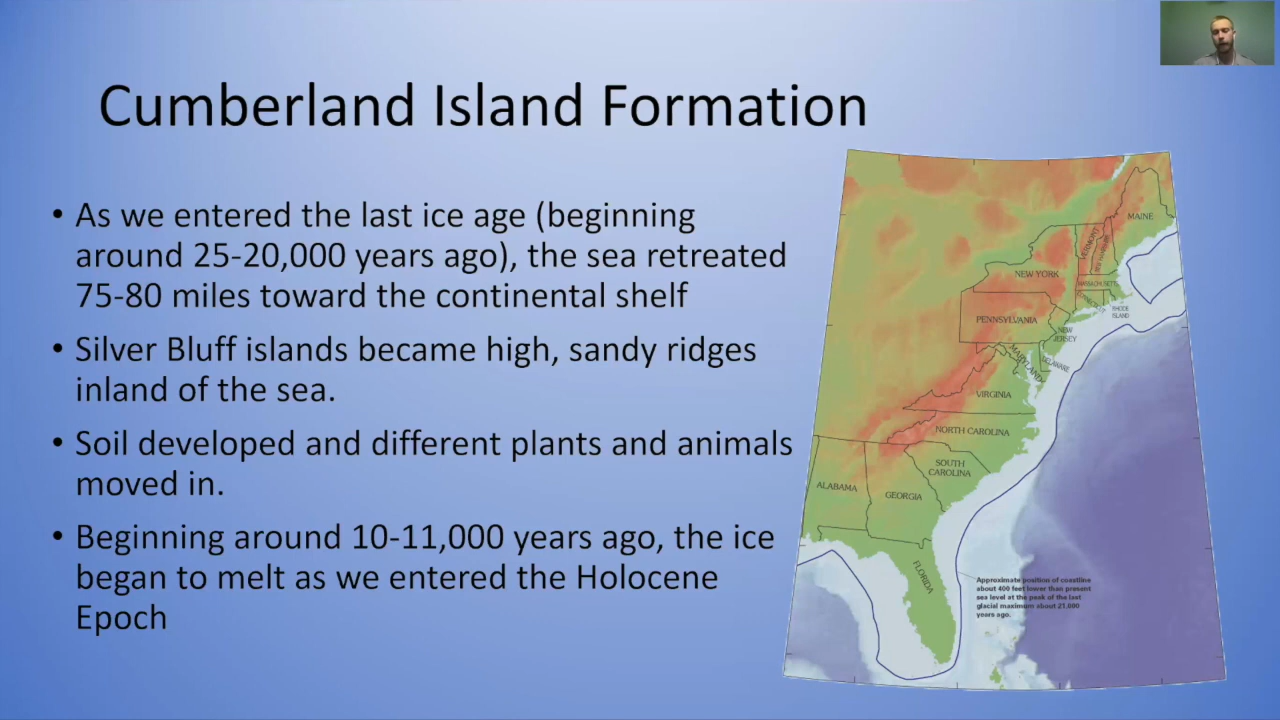 Cumberland Island Formation
• As we entered the last ice age (beginning
around 25-20,000 years ago), the sea retreated
75-80 miles toward the continental shelf
• Silver Bluff islands became high, sandy ridges
inland of the sea.
• Soil developed and different plants and animals
moved in.
• Beginning around 10-11,000 years ago, the ice
began to melt as we entered the Holocene
Epoch
MAINE
VERMONT
NEW YORK
PENNSYLVANIA
RHODE
ISLAND
NEW
JERSEY
MARYLAND
DELAWARE
VIRGINIA
NORTH CAROLINA
SOUTH
CAROLINA
ALABAMA
GEORGIA
FLORIDA
Approximate position of coastline
about 400 feet lower than present
sea level at the peak of the last
glacial maximum about 21,000
years ago.